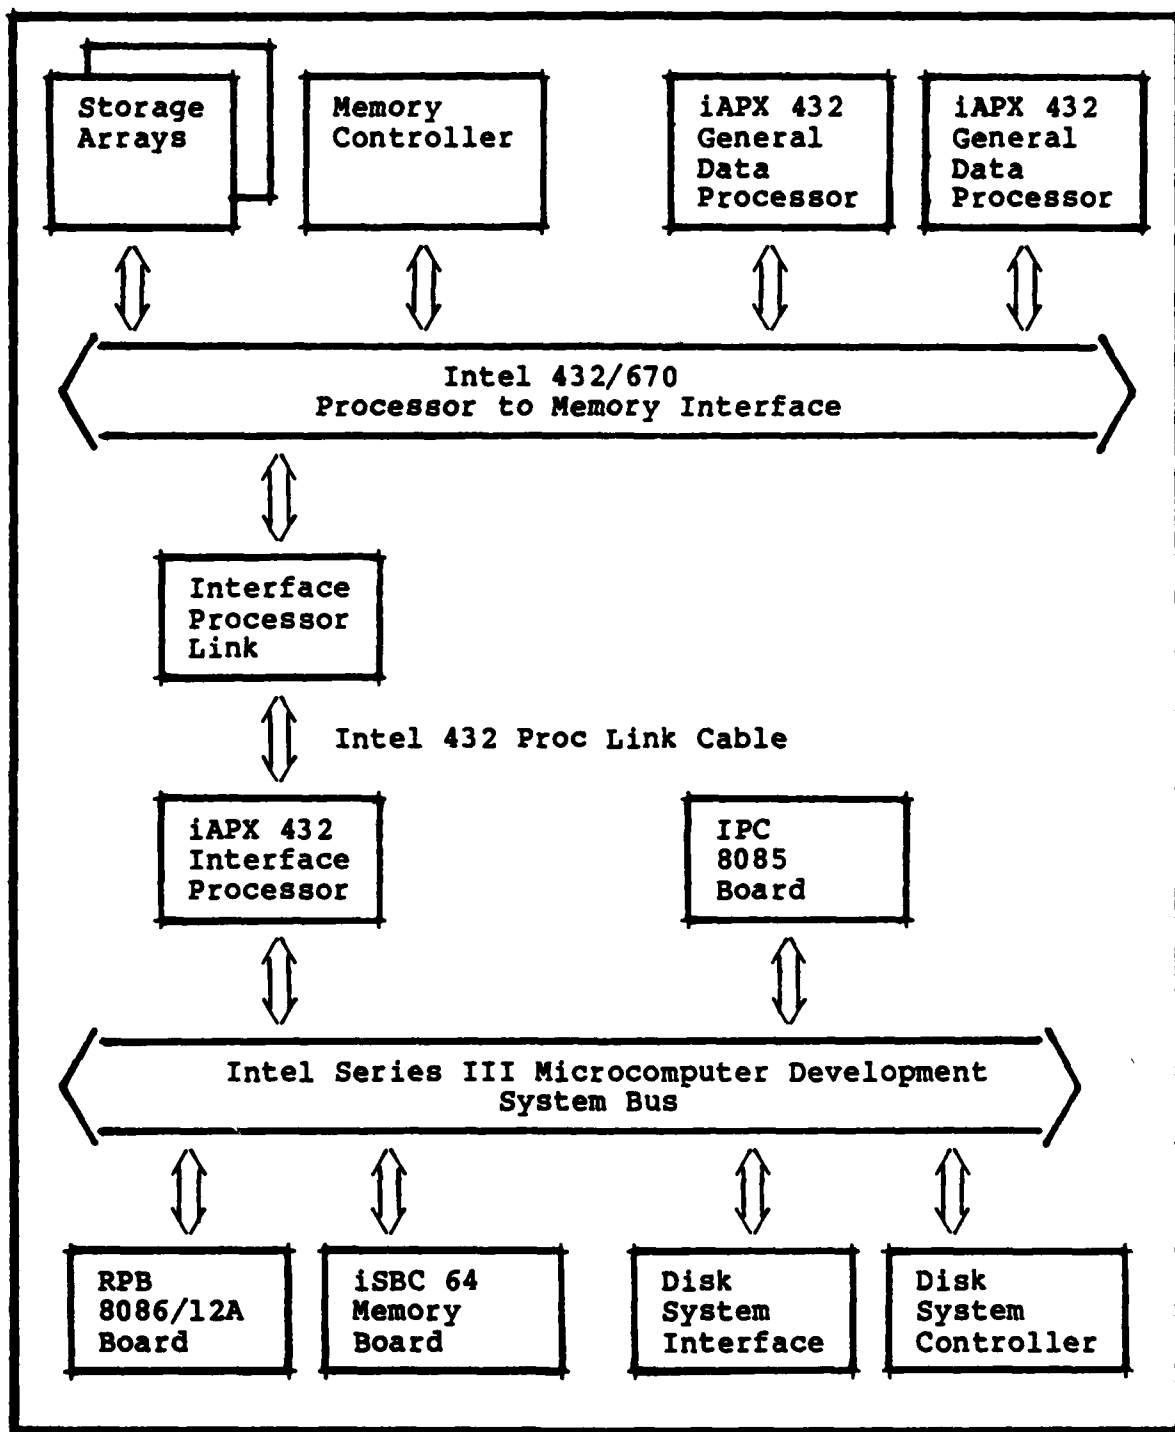 Storage
Arrays
Memory
Controller
iAPX 432
General
Data
Processor
iAPX 432
General
Data
Processor
Intel 432/670
Processor to Memory Interface
Interface
Processor
Link
Intel 432 Proc Link Cable
iAPX 432
Interface
Processor
IPC
8085
Board
Intel Series III Microcomputer Development
System Bus
RPB
8086/12A
Board
iSBC 64
Memory
Board
Disk
System
Interface
Disk
System
Controller